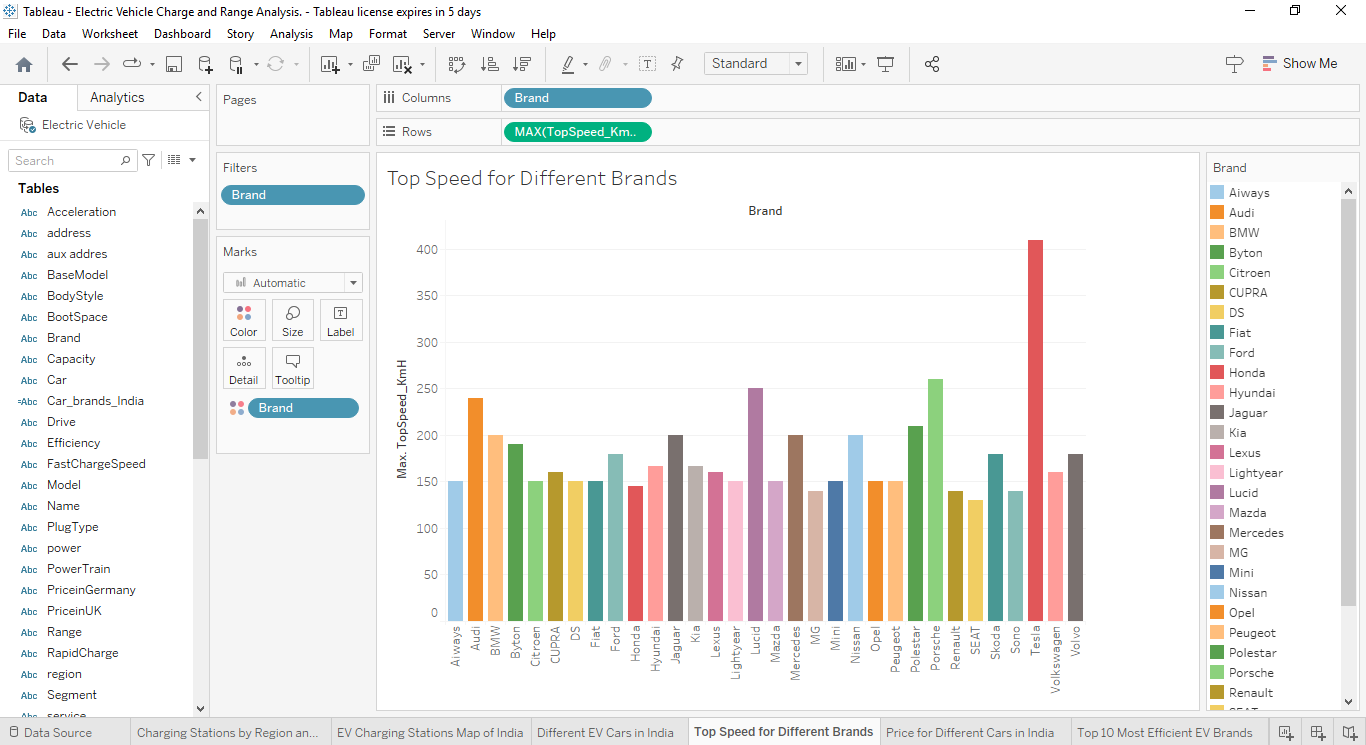 Tableau - Electric Vehicle Charge and Range Analysis. - Tableau license expires in 5 days
File Data Worksheet Dashboard Story Analysis Map Format Server Window Help
Standard
Show Me
Data Analytics
Electric Vehicle
Search
Tables
Abc Acceleration
Abc address
Abc aux addres
Abc BaseModel
Abc BodyStyle
Abc BootSpace
Abc Brand
Abc Capacity
Abc Car
=Abc Car_brands_India
Abc Drive
Abc Efficiency
Abc FastChargeSpeed
Abc Model
Abc Name
Abc PlugType
Abc power
Abc PowerTrain
Abc PriceinGermany
Abc PriceinUK
Abc Range
Abc RapidCharge
Abc region
Abc Segment
Abc service
Pages
Filters
Brand
Marks
Automatic
Color Size Label
Detail Tooltip
Brand
Columns Brand
Rows MAX(TopSpeed_Km..
Top Speed for Different Brands
Brand
Max. TopSpeed_KmH
400
350
300
250
200
150
100
50
0
Aiways
Audi
BMW
Byton
Citroen
CUPRA
DS
Fiat
Ford
Honda
Hyundai
Jaguar
Kia
Lexus
Lightyear
Lucid
Mazda
Mercedes
MG
Mini
Nissan
Opel
Peugeot
Polestar
Porsche
Renault
SEAT
Skoda
Sono
Tesla
Volkswagen
Volvo
Brand
Aiways
Audi
BMW
Byton
Citroen
CUPRA
DS
Fiat
Ford
Honda
Hyundai
Jaguar
Kia
Lexus
Lightyear
Lucid
Mazda
Mercedes
MG
Mini
Nissan
Opel
Peugeot
Polestar
Porsche
Renault
SEAT
Data Source Charging Stations by Region an... EV Charging Stations Map of India Different EV Cars in India Top Speed for Different Brands Price for Different Cars in India Top 10 Most Efficient EV Brands